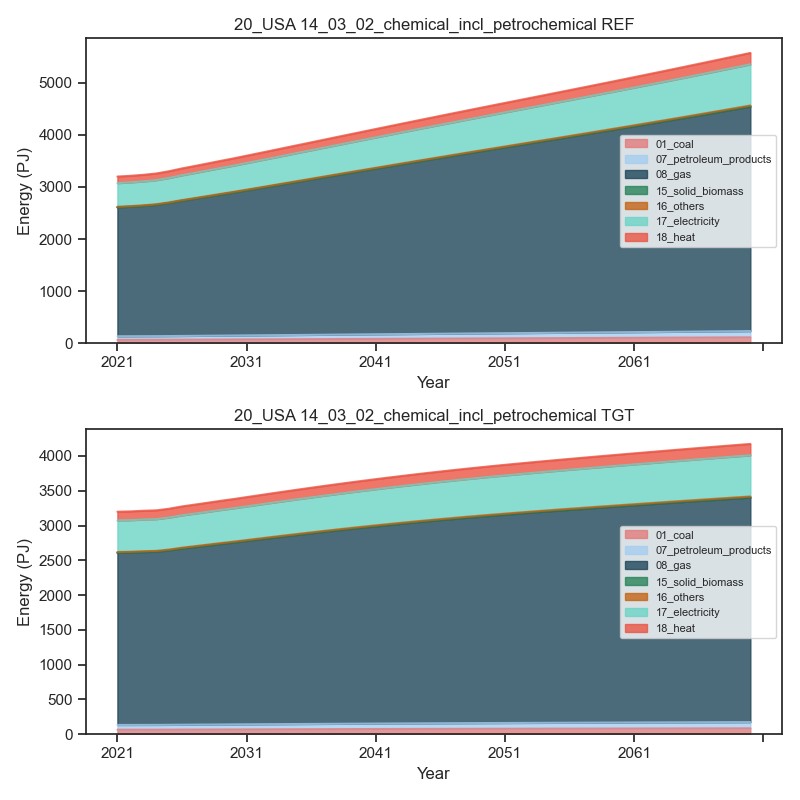 20_USA 14_03_02_chemical_incl_petrochemical REF
Energy (PJ)
5000
4000
3000
2000
1000
0
01_coal
07_petroleum_products
08_gas
15_solid_biomass
16_others
17_electricity
18_heat
2021 2031 2041 2051 2061
Year
20_USA 14_03_02_chemical_incl_petrochemical TGT
Energy (PJ)
4000
3500
3000
2500
2000
1500
1000
500
0
01_coal
07_petroleum_products
08_gas
15_solid_biomass
16_others
17_electricity
18_heat
2021 2031 2041 2051 2061
Year